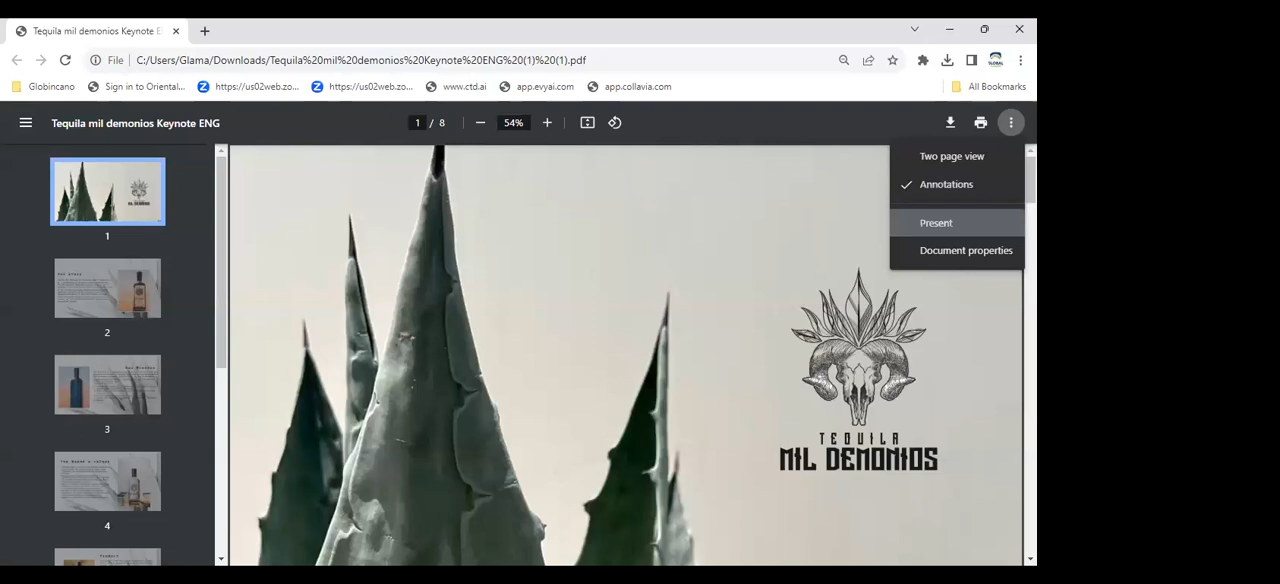 Tequila mil demonios Keynote E
File
C:/Users/Glama/Downloads/Tequila%20mil%20demonios%20Keynote%20ENG%20(1)%20(1).pdf
Globincano
Sign in to Oriental...
https://us02web.zo...
https://us02web.zo...
www.ctd.ai
app.evyai.com
app.collavia.com
All Bookmarks
Tequila mil demonios Keynote ENG
1 / 8
54%
Two page view
Annotations
Present
Document properties
1
2
3
4
TEQUILA
MIL DEMONIOS